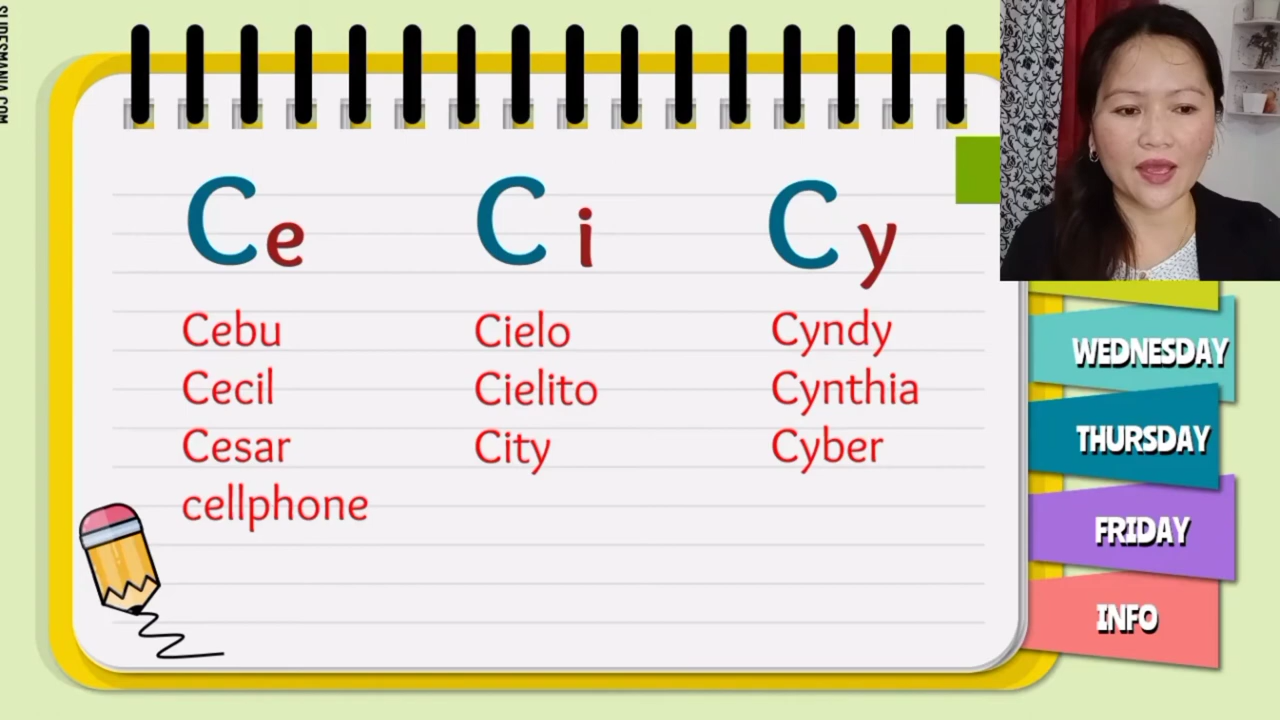 SLIDESMANIA.COM
Ce
Ci
Cy
Cebu
Cecil
Cesar
cellphone
Cielo
Cielito
City
Cyndy
Cynthia
Cyber
WEDNESDAY
THURSDAY
FRIDAY
INFO